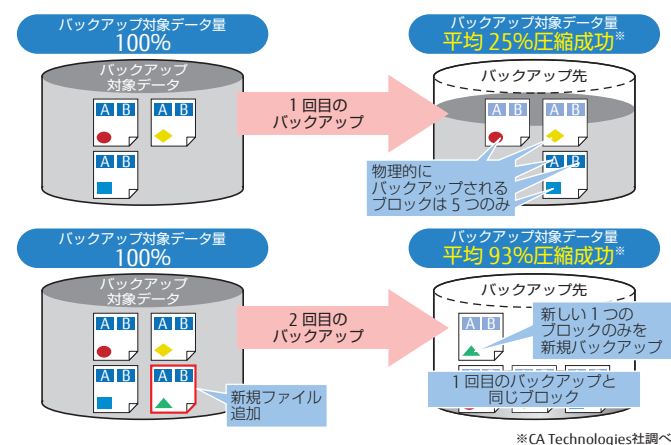 バックアップ対象データ量
100%
バックアップ対象データ量
平均 25%圧縮成功※
バックアップ
対象データ
A B
A B
A B
1 回目の
バックアップ
バックアップ先
A B
A B
A B
物理的に
バックアップされる
ブロックは 5 つのみ
バックアップ対象データ量
100%
バックアップ対象データ量
平均 93%圧縮成功※
バックアップ
対象データ
A B
A B
A B
A B
新規ファイル
追加
2 回目の
バックアップ
バックアップ先
A B
新しい 1 つの
ブロックのみを
新規バックアップ
1 回目のバックアップと
同じブロック
※CA Technologies社調べ